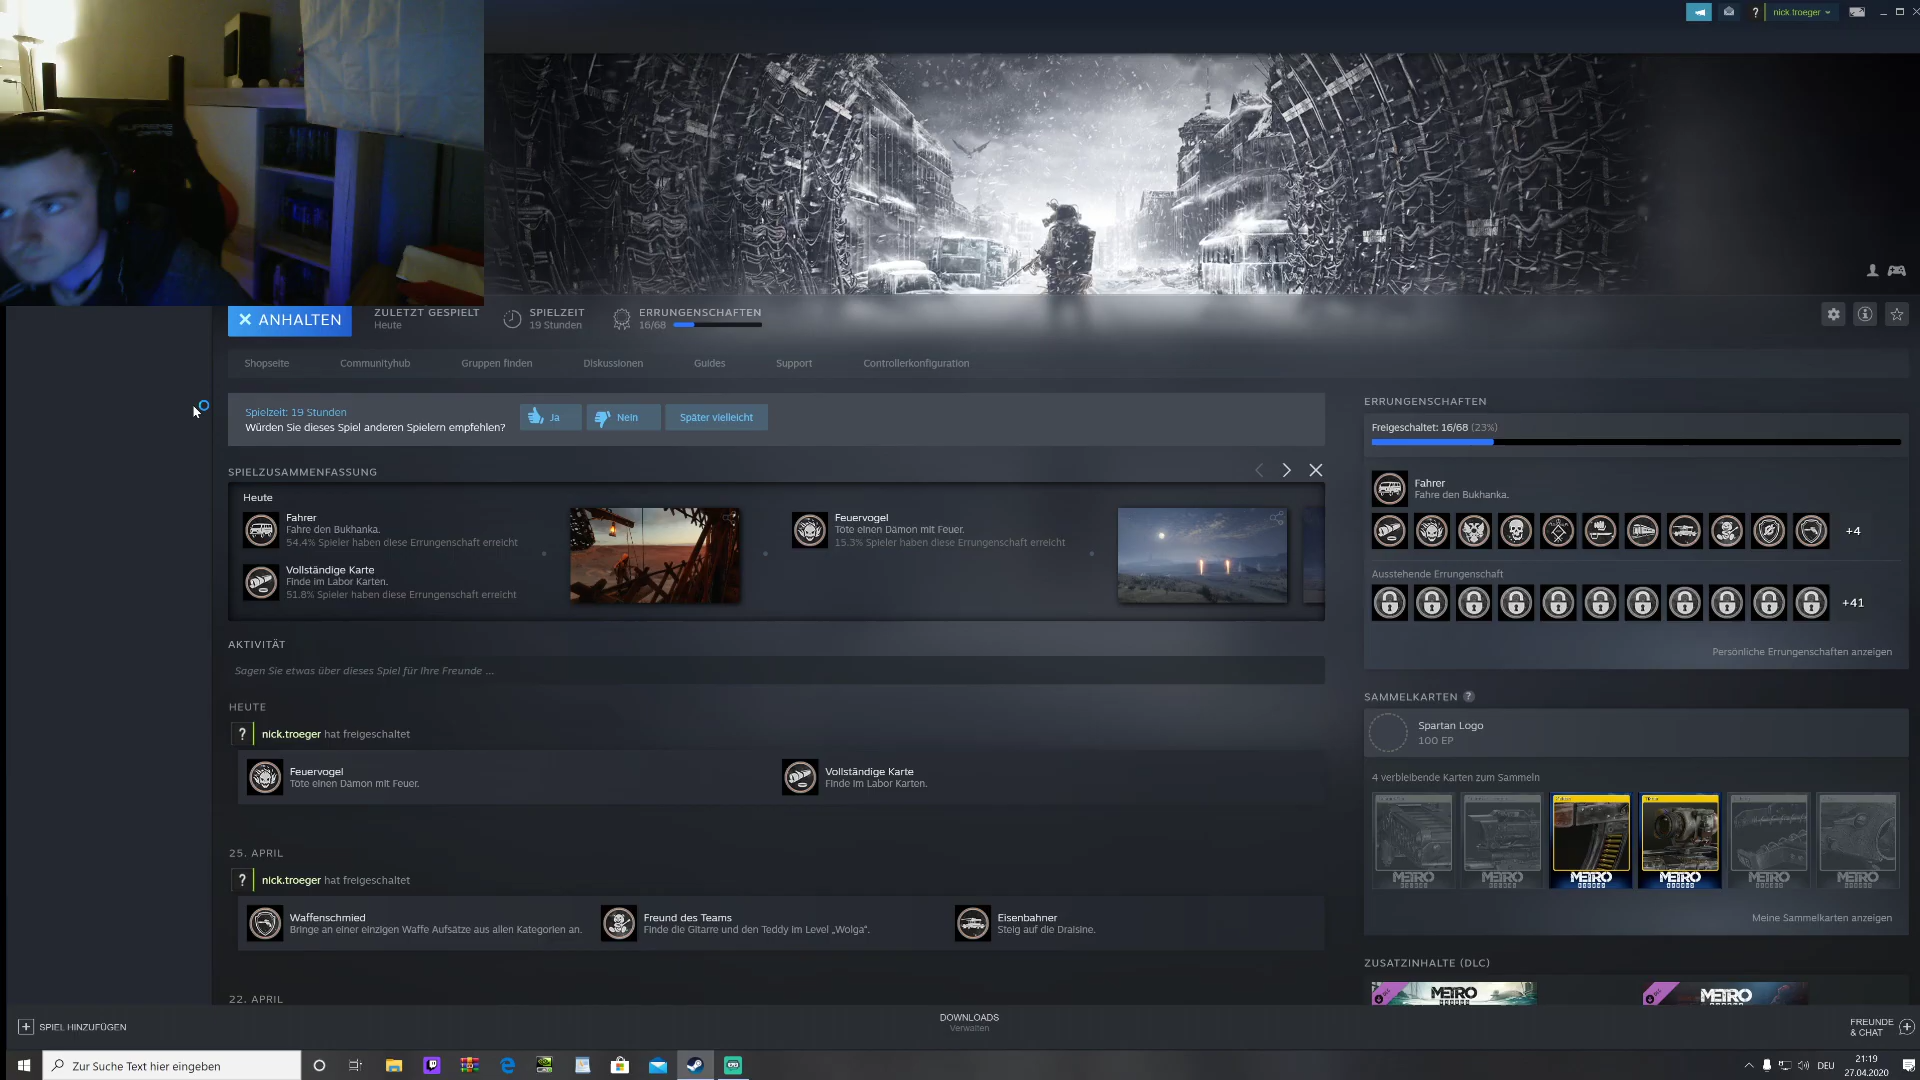 nick.troeger
ANHALTEN
ZULETZT GESPIELT
Heute
SPIELZEIT
19 Stunden
ERRUNGENSCHAFTEN
16/68
Shopseite
Communityhub
Gruppen finden
Diskussionen
Guides
Support
Controllerkonfiguration
Spielzeit: 19 Stunden
Würden Sie dieses Spiel anderen Spielern empfehlen?
Ja
Nein
Später vielleicht
SPIELZUSAMMENFASSUNG
Heute
Fahrer
Fahre den Bukhanka.
54.4% Spieler haben diese Errungenschaft erreicht
Vollständige Karte
Finde im Labor Karten.
51.8% Spieler haben diese Errungenschaft erreicht
Feuervogel
Töte einen Dämon mit Feuer.
15.3% Spieler haben diese Errungenschaft erreicht
AKTIVITÄT
Sagen Sie etwas über dieses Spiel für Ihre Freunde ...
HEUTE
nick.troeger hat freigeschaltet
Feuervogel
Töte einen Dämon mit Feuer.
Vollständige Karte
Finde im Labor Karten.
25. APRIL
nick.troeger hat freigeschaltet
Waffenschmied
Bringe an einer einzigen Waffe Aufsätze aus allen Kategorien an.
Freund des Teams
Finde die Gitarre und den Teddy im Level „Wolga“.
Eisenbahner
Steig auf die Draisine.
22. APRIL
ERRUNGENSCHAFTEN
Freigeschaltet: 16/68 (23%)
Fahrer
Fahre den Bukhanka.
+4
Ausstehende Errungenschaft
+41
Persönliche Errungenschaften anzeigen
SAMMELKARTEN ?
Spartan Logo
100 EP
4 verbleibende Karten zum Sammeln
METRO
METRO
METRO
METRO
METRO
METRO
Meine Sammelkarten anzeigen
ZUSATZINHALTE (DLC)
METRO
METRO
SPIEL HINZUFÜGEN
DOWNLOADS
Verwalten
FREUNDE
& CHAT
Zur Suche Text hier eingeben
DEU
21:19
27.04.2020